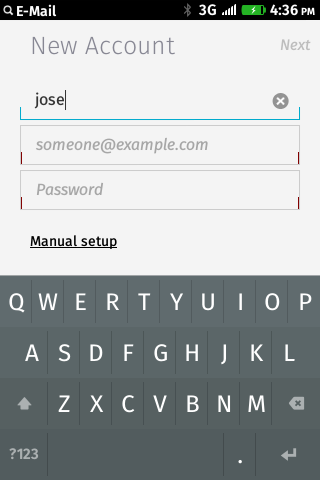 E-Mail 3G 4:36 PM
New Account Next
jose
someone@example.com
Password
Manual setup
Q W E R T Y U I O P
A S D F G H J K L
Z X C V B N M
?123 .